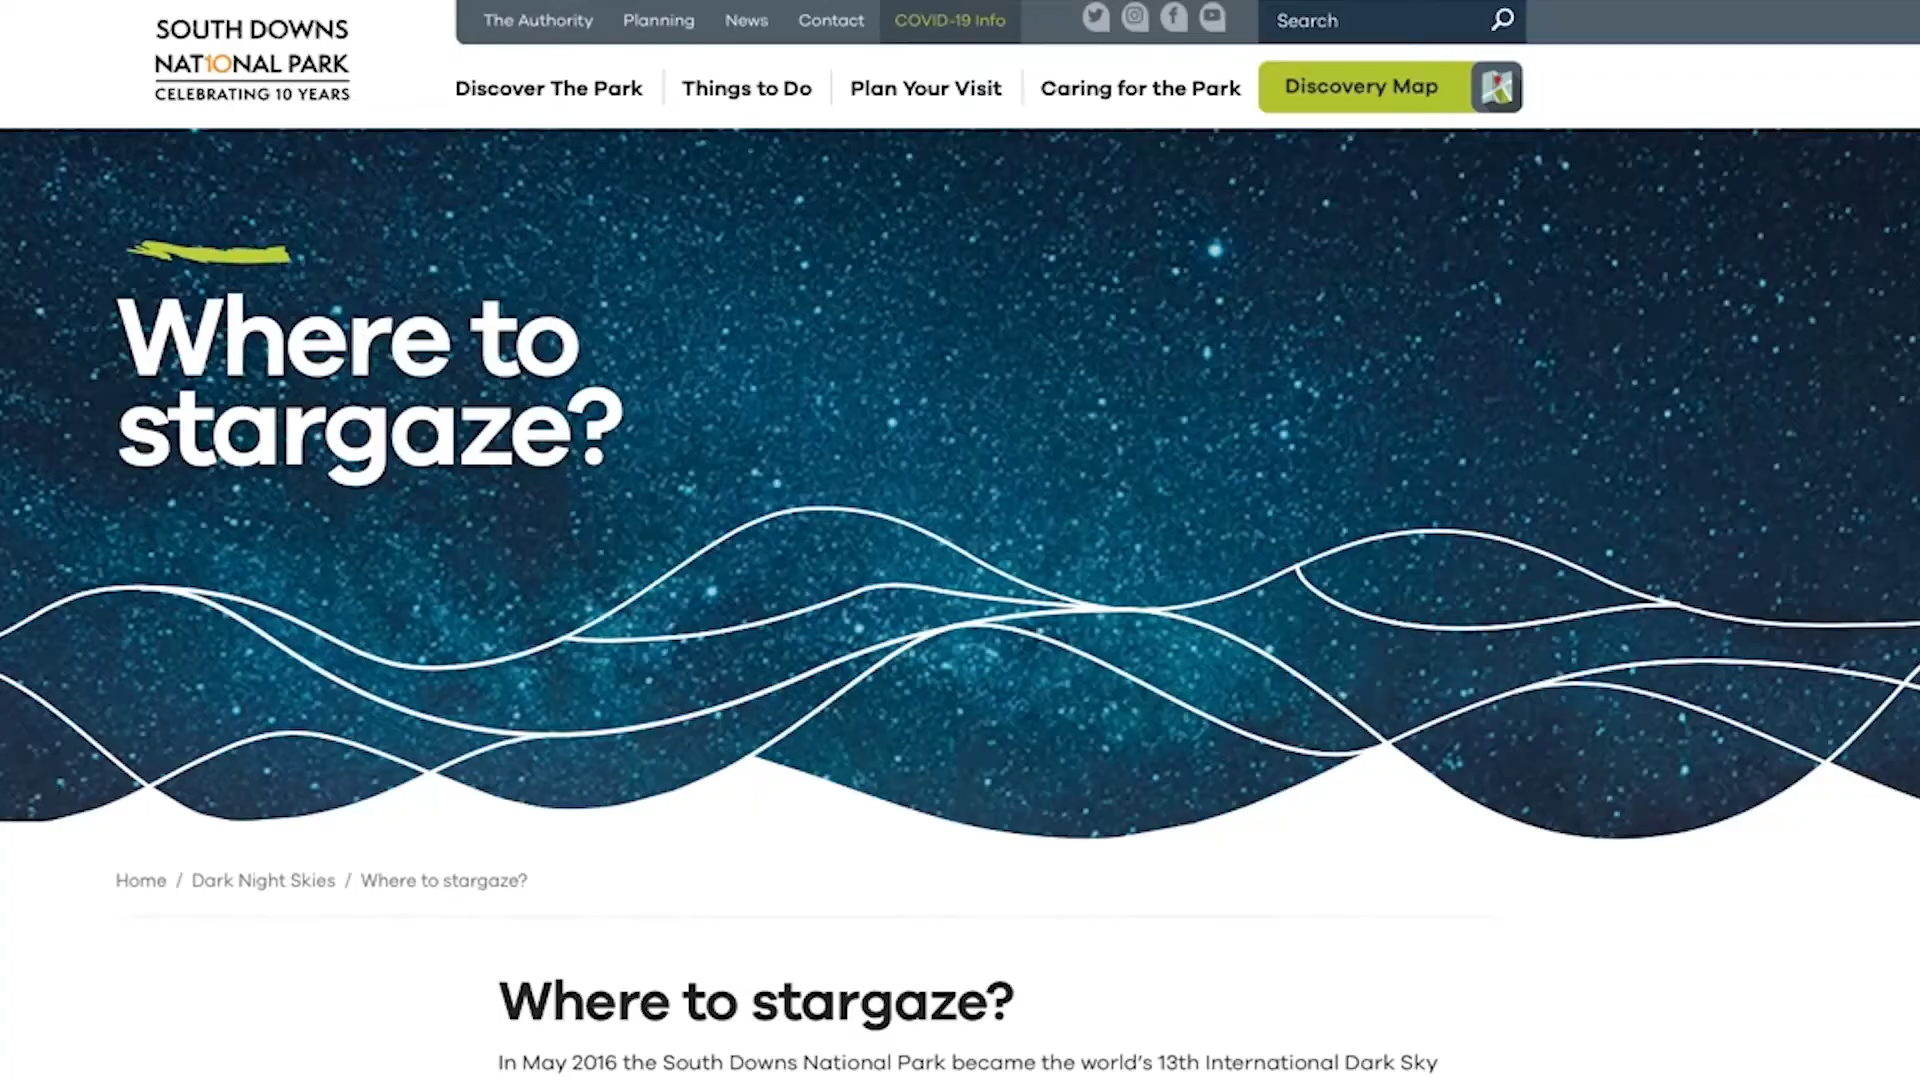 SOUTH DOWNS
NAT10NAL PARK
CELEBRATING 10 YEARS
The Authority
Planning
News
Contact
COVID-19 Info
Search
Discover The Park
Things to Do
Plan Your Visit
Caring for the Park
Discovery Map
Where to
stargaze?
Home / Dark Night Skies / Where to stargaze?
Where to stargaze?
In May 2016 the South Downs National Park became the world's 13th International Dark Sky